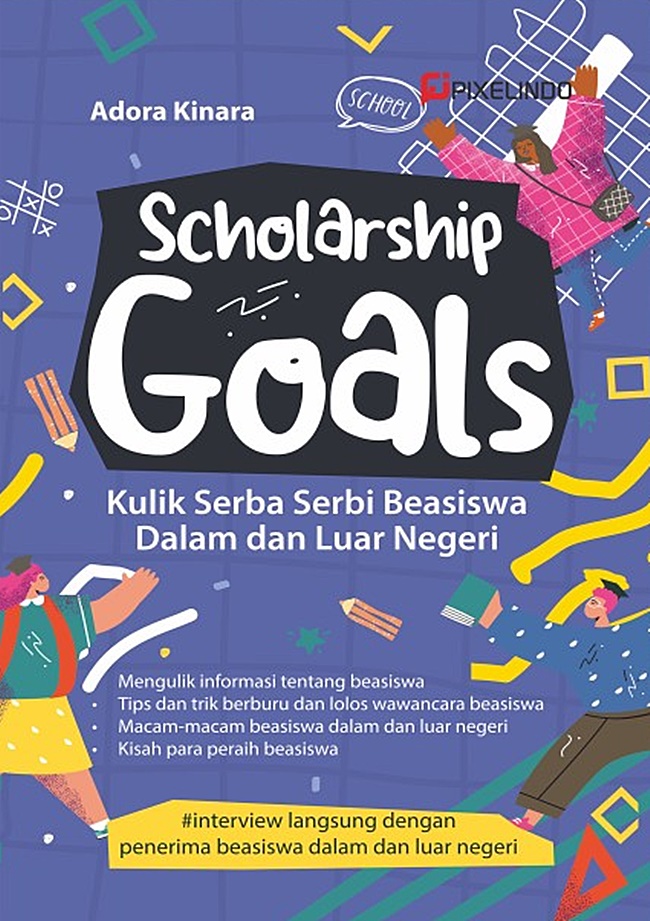 SCHOOL
PIXELINDO
Adora Kinara
Scholarship
Goals
Kulik Serba Serbi Beasiswa
Dalam dan Luar Negeri
Mengulik informasi tentang beasiswa
• Tips dan trik berburu dan lolos wawancara beasiswa
• Macam-macam beasiswa dalam dan luar negeri
• Kisah para peraih beasiswa
#interview langsung dengan
penerima beasiswa dalam dan luar negeri